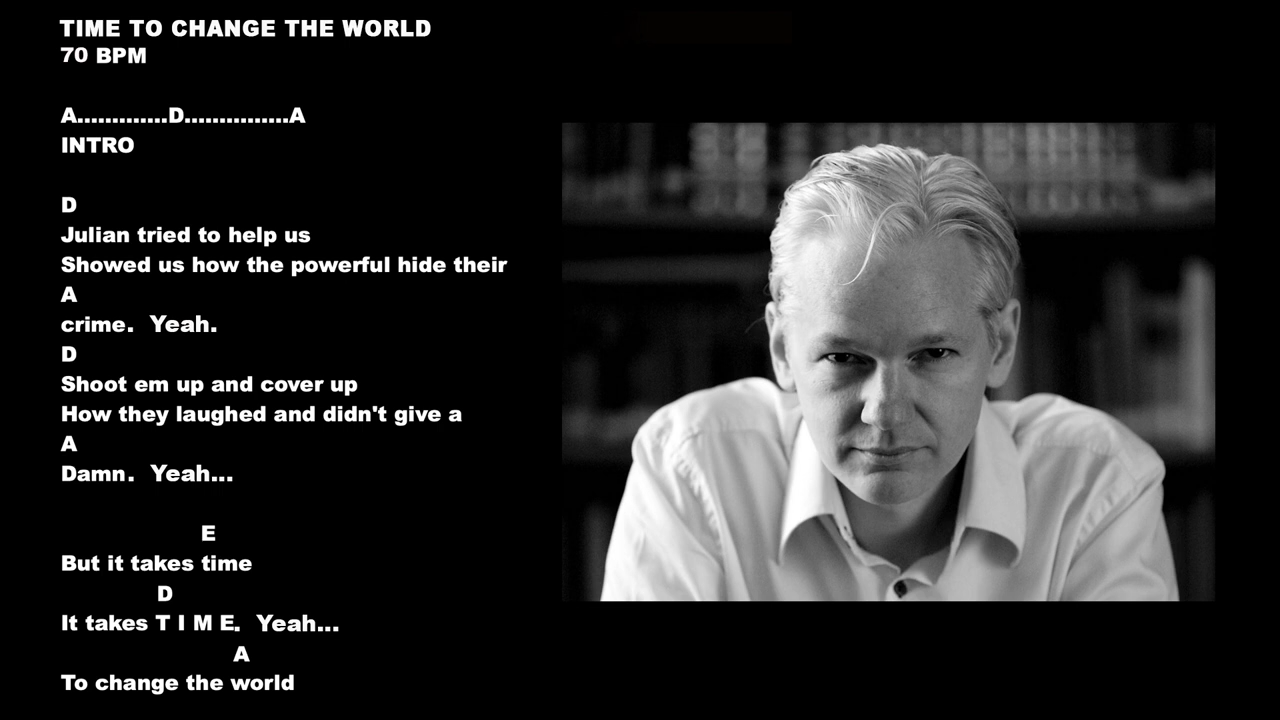 TIME TO CHANGE THE WORLD
70 BPM
A.............D...............A
INTRO
D
Julian tried to help us
Showed us how the powerful hide their
A
crime.  Yeah.
D
Shoot em up and cover up
How they laughed and didn't give a
A
Damn.  Yeah...
E
But it takes time
D
It takes T I M E.  Yeah...
A
To change the world